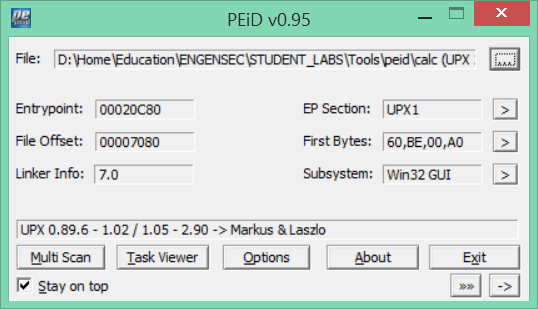 PEiD v0.95
File: D:\Home\Education\ENGENSEC\STUDENT_LABS\Tools\peid\calc (UPX
Entrypoint: 00020C80 EP Section: UPX1 >
File Offset: 00007080 First Bytes: 60,BE,00,A0 >
Linker Info: 7.0 Subsystem: Win32 GUI >
UPX 0.89.6 - 1.02 / 1.05 - 2.90 -> Markus & Laszlo
Multi Scan Task Viewer Options About Exit
Stay on top »» ->